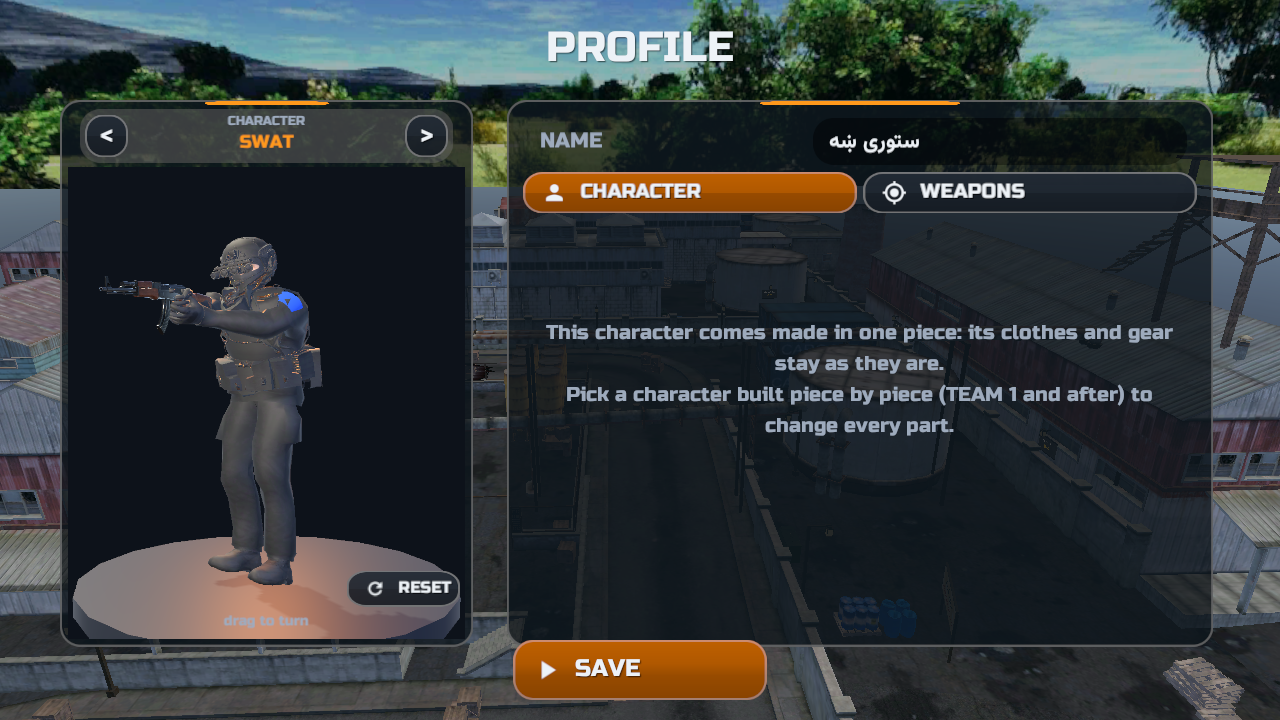 PROFILE
CHARACTER
SWAT
<
>
NAME
ستوری ښه
CHARACTER
WEAPONS
This character comes made in one piece: its clothes and gear
stay as they are.
Pick a character built piece by piece (TEAM 1 and after) to
change every part.
RESET
drag to turn
SAVE